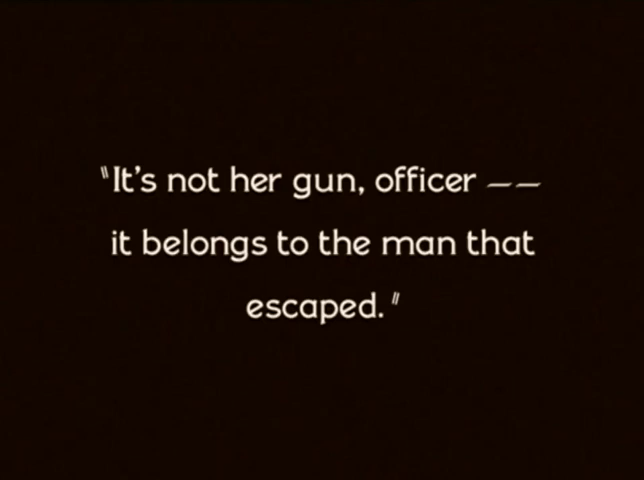 "It's not her gun, officer ——
it belongs to the man that
escaped."